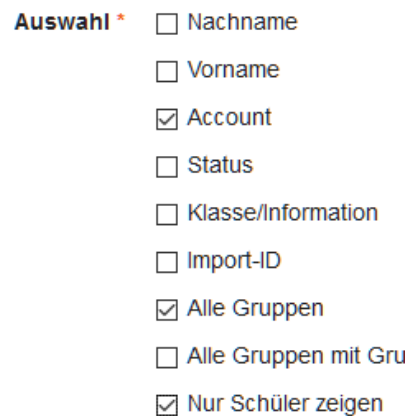 Auswahl * Nachname
Vorname
Account
Status
Klasse/Information
Import-ID
Alle Gruppen
Alle Gruppen mit Gru
Nur Schüler zeigen